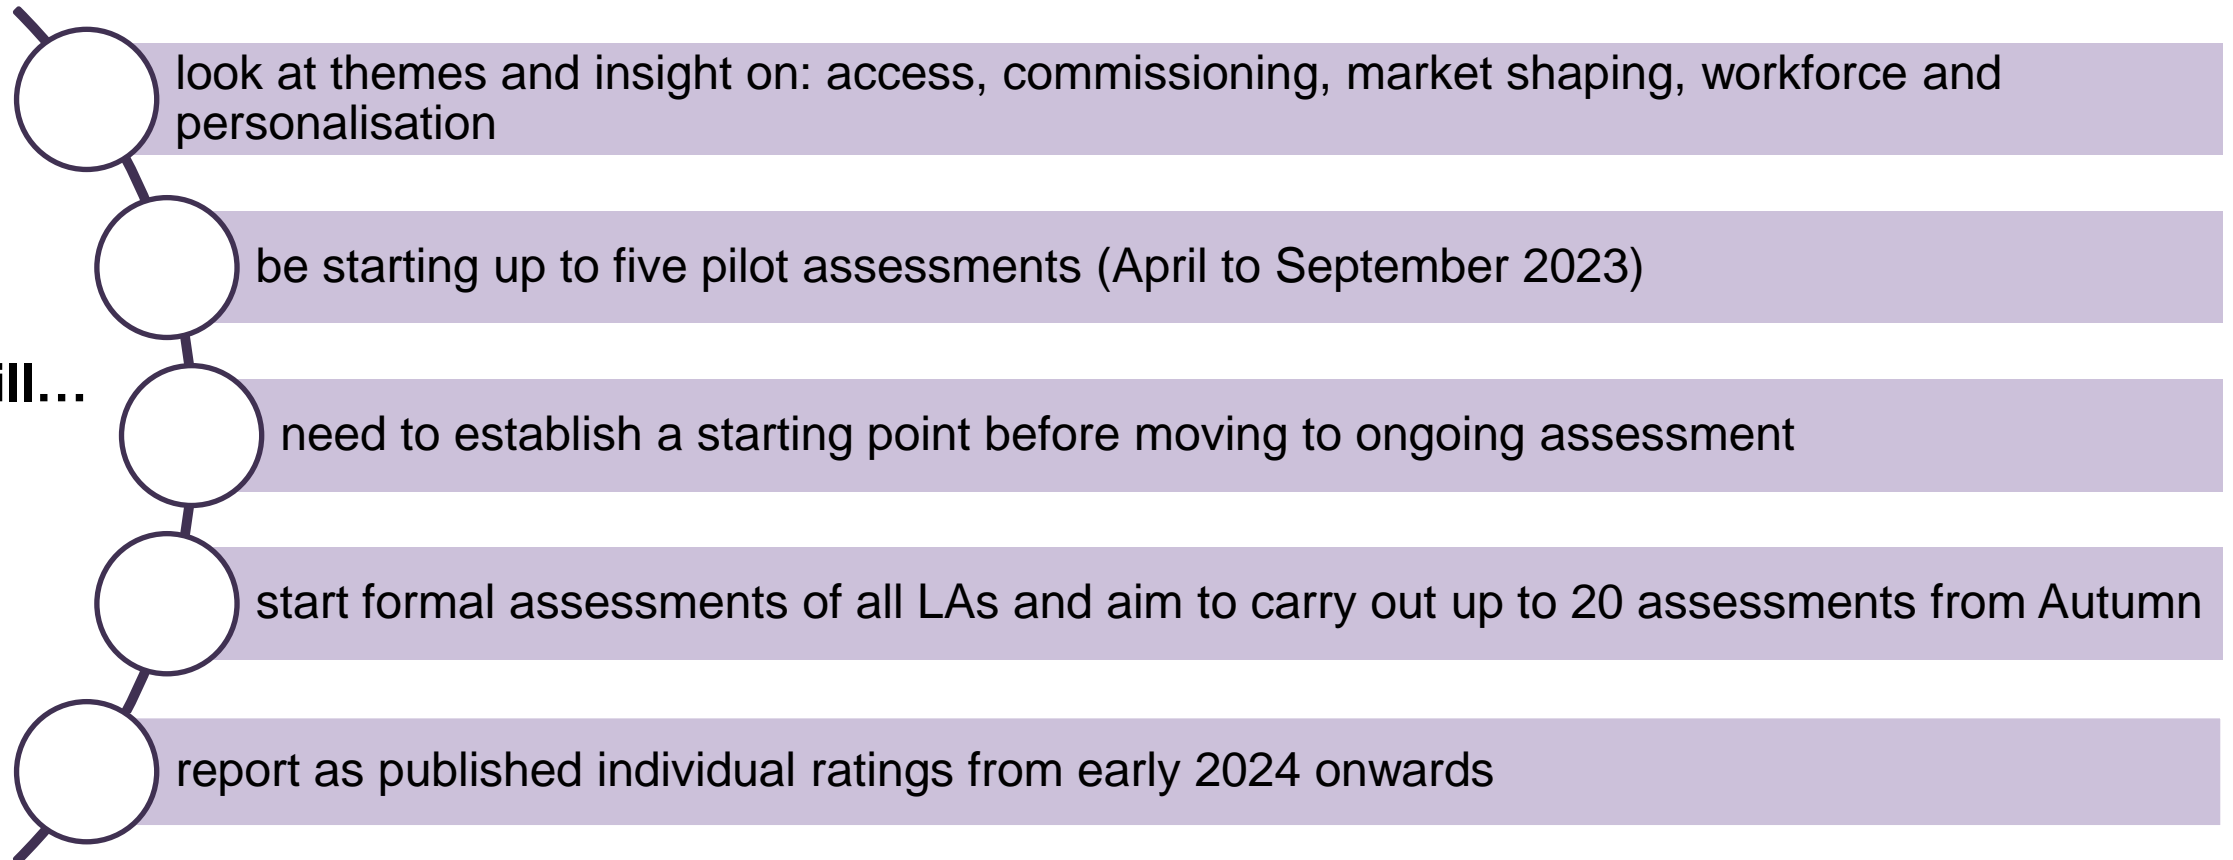 look at themes and insight on: access, commissioning, market shaping, workforce and
personalisation
be starting up to five pilot assessments (April to September 2023)
ill…
need to establish a starting point before moving to ongoing assessment
start formal assessments of all LAs and aim to carry out up to 20 assessments from Autumn
report as published individual ratings from early 2024 onwards